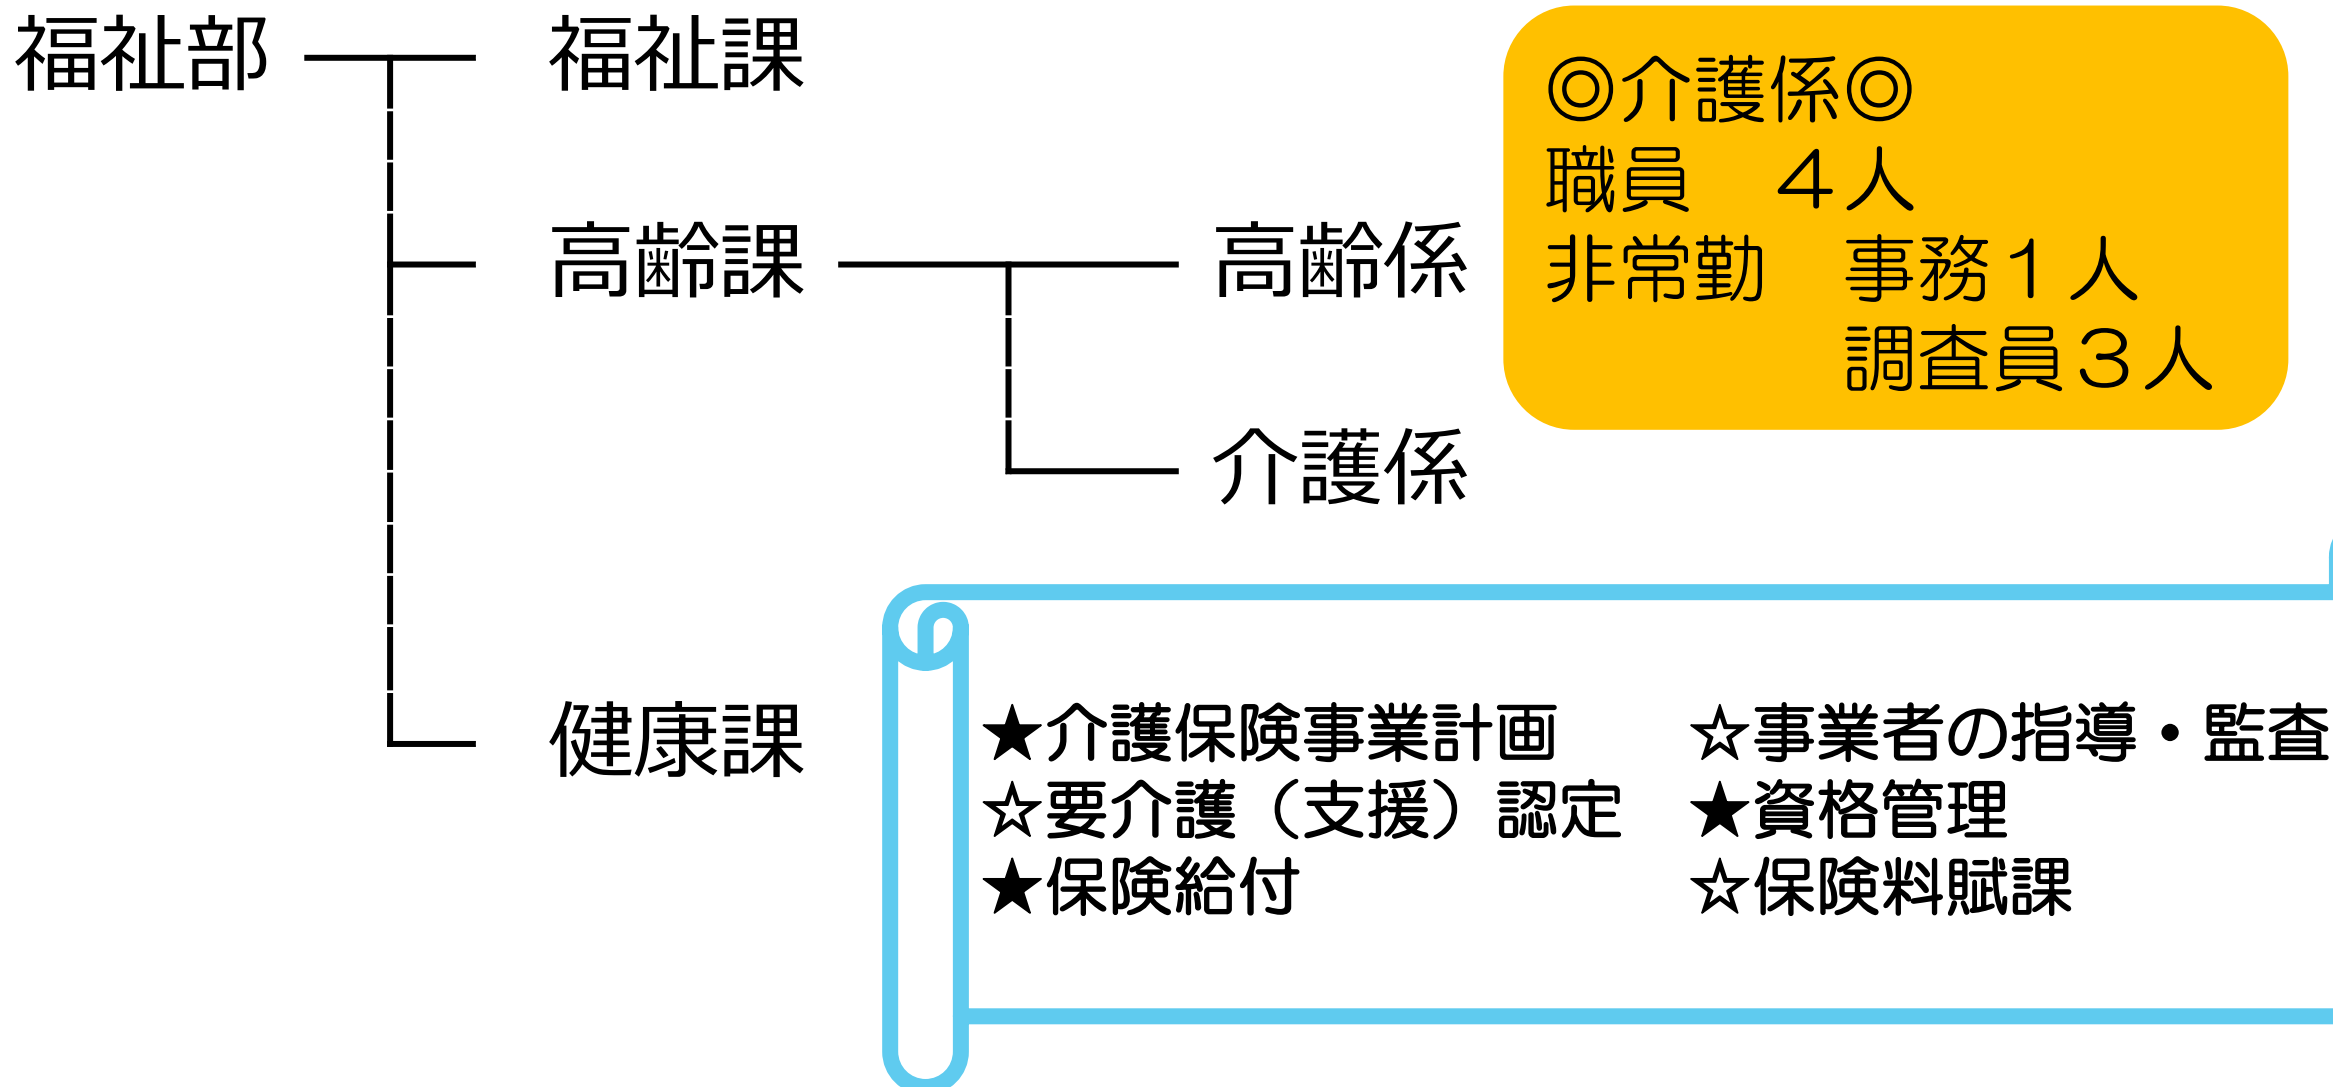 福祉部 福祉課
高齢課 高齢係
介護係
健康課
◎介護係◎
職員 ４人
非常勤 事務１人
調査員３人
★介護保険事業計画 ☆事業者の指導・監査
☆要介護（支援）認定 ★資格管理
★保険給付 ☆保険料賦課